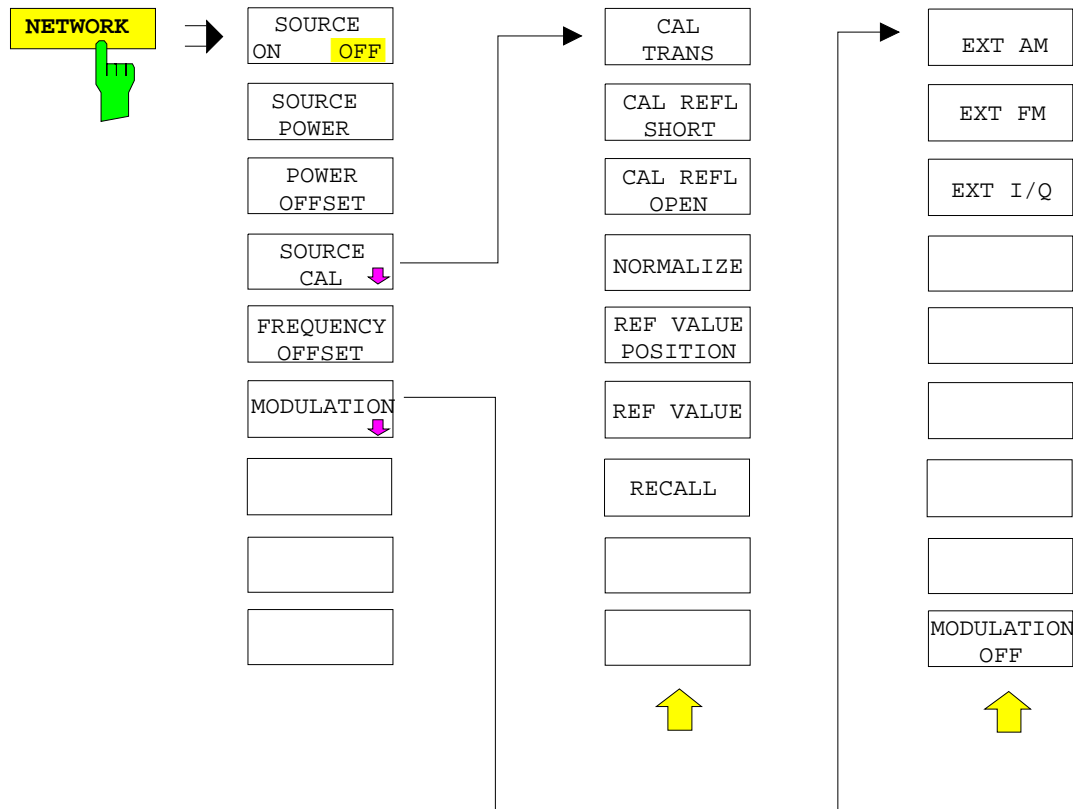 NETWORK
SOURCE
ON OFF
SOURCE
POWER
POWER
OFFSET
SOURCE
CAL
FREQUENCY
OFFSET
MODULATION
CAL
TRANS
CAL REFL
SHORT
CAL REFL
OPEN
NORMALIZE
REF VALUE
POSITION
REF VALUE
RECALL
EXT AM
EXT FM
EXT I/Q
MODULATION
OFF